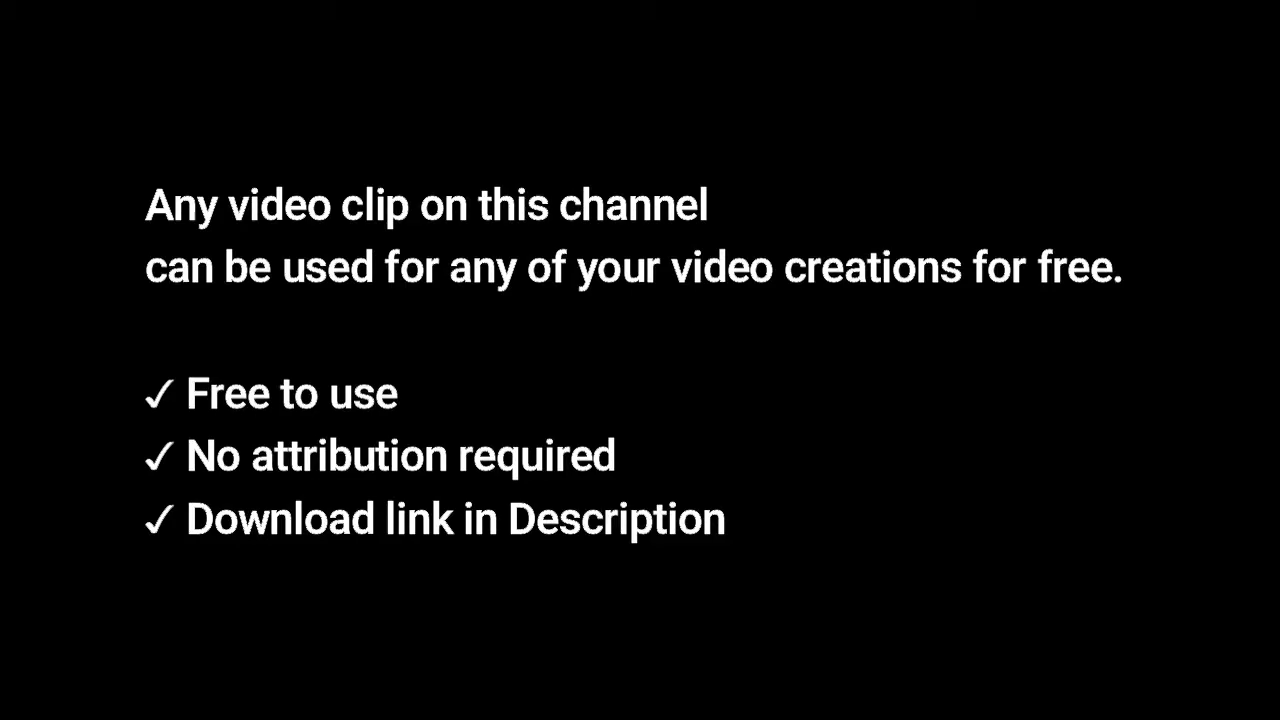 Any video clip on this channel
can be used for any of your video creations for free.
✓ Free to use
✓ No attribution required
✓ Download link in Description